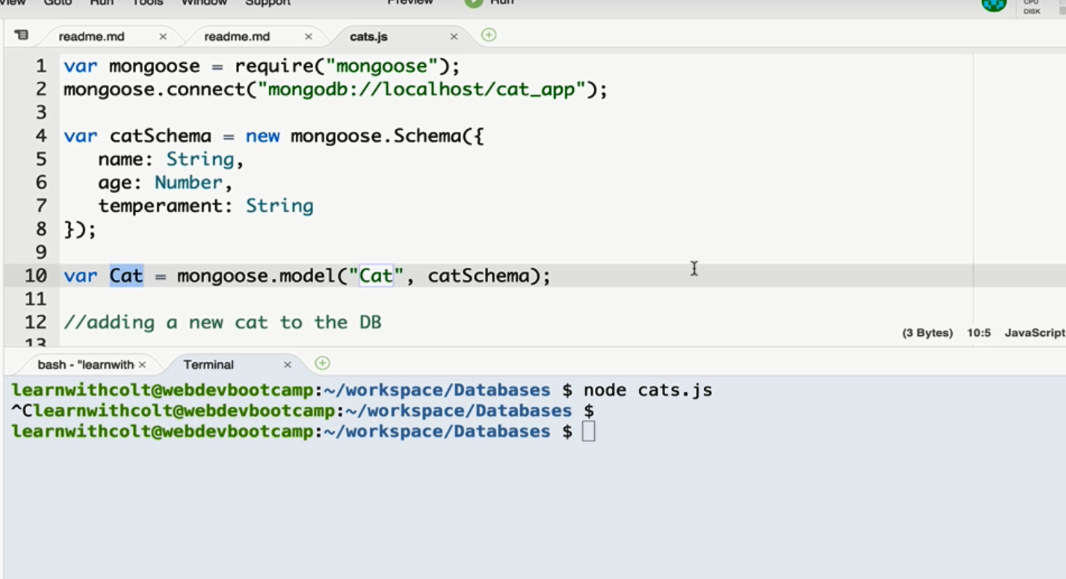 View Goto Run Tools Window Support Preview Run
CPU
DISK
readme.md × readme.md × cats.js ×
1 var mongoose = require("mongoose");
2 mongoose.connect("mongodb://localhost/cat_app");
3
4 var catSchema = new mongoose.Schema({
5 name: String,
6 age: Number,
7 temperament: String
8 });
9
10 var Cat = mongoose.model("Cat", catSchema);
11
12 //adding a new cat to the DB
13
(3 Bytes) 10:5 JavaScript
bash - "learnwith × Terminal ×
learnwithcolt@webdevbootcamp:~/workspace/Databases $ node cats.js
^Clearnwithcolt@webdevbootcamp:~/workspace/Databases $
learnwithcolt@webdevbootcamp:~/workspace/Databases $